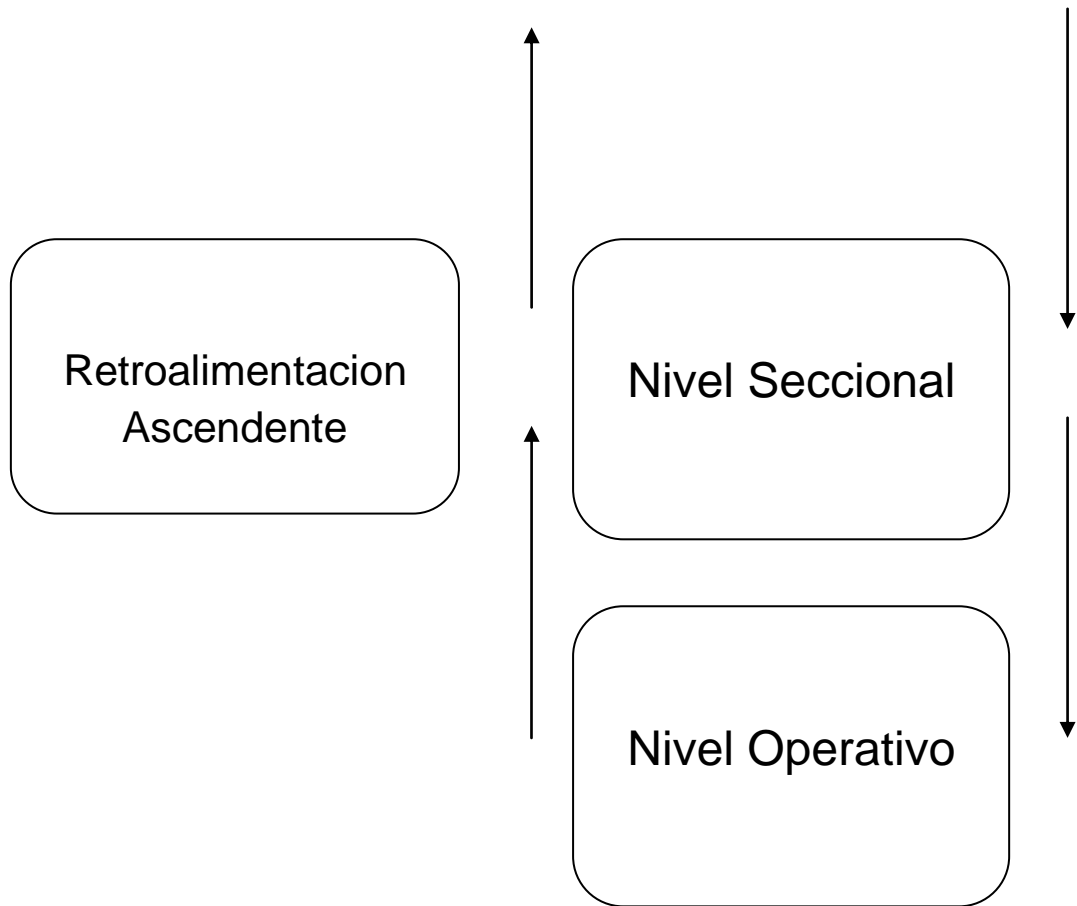 Retroalimentacion
Ascendente
Nivel Seccional
Nivel Operativo